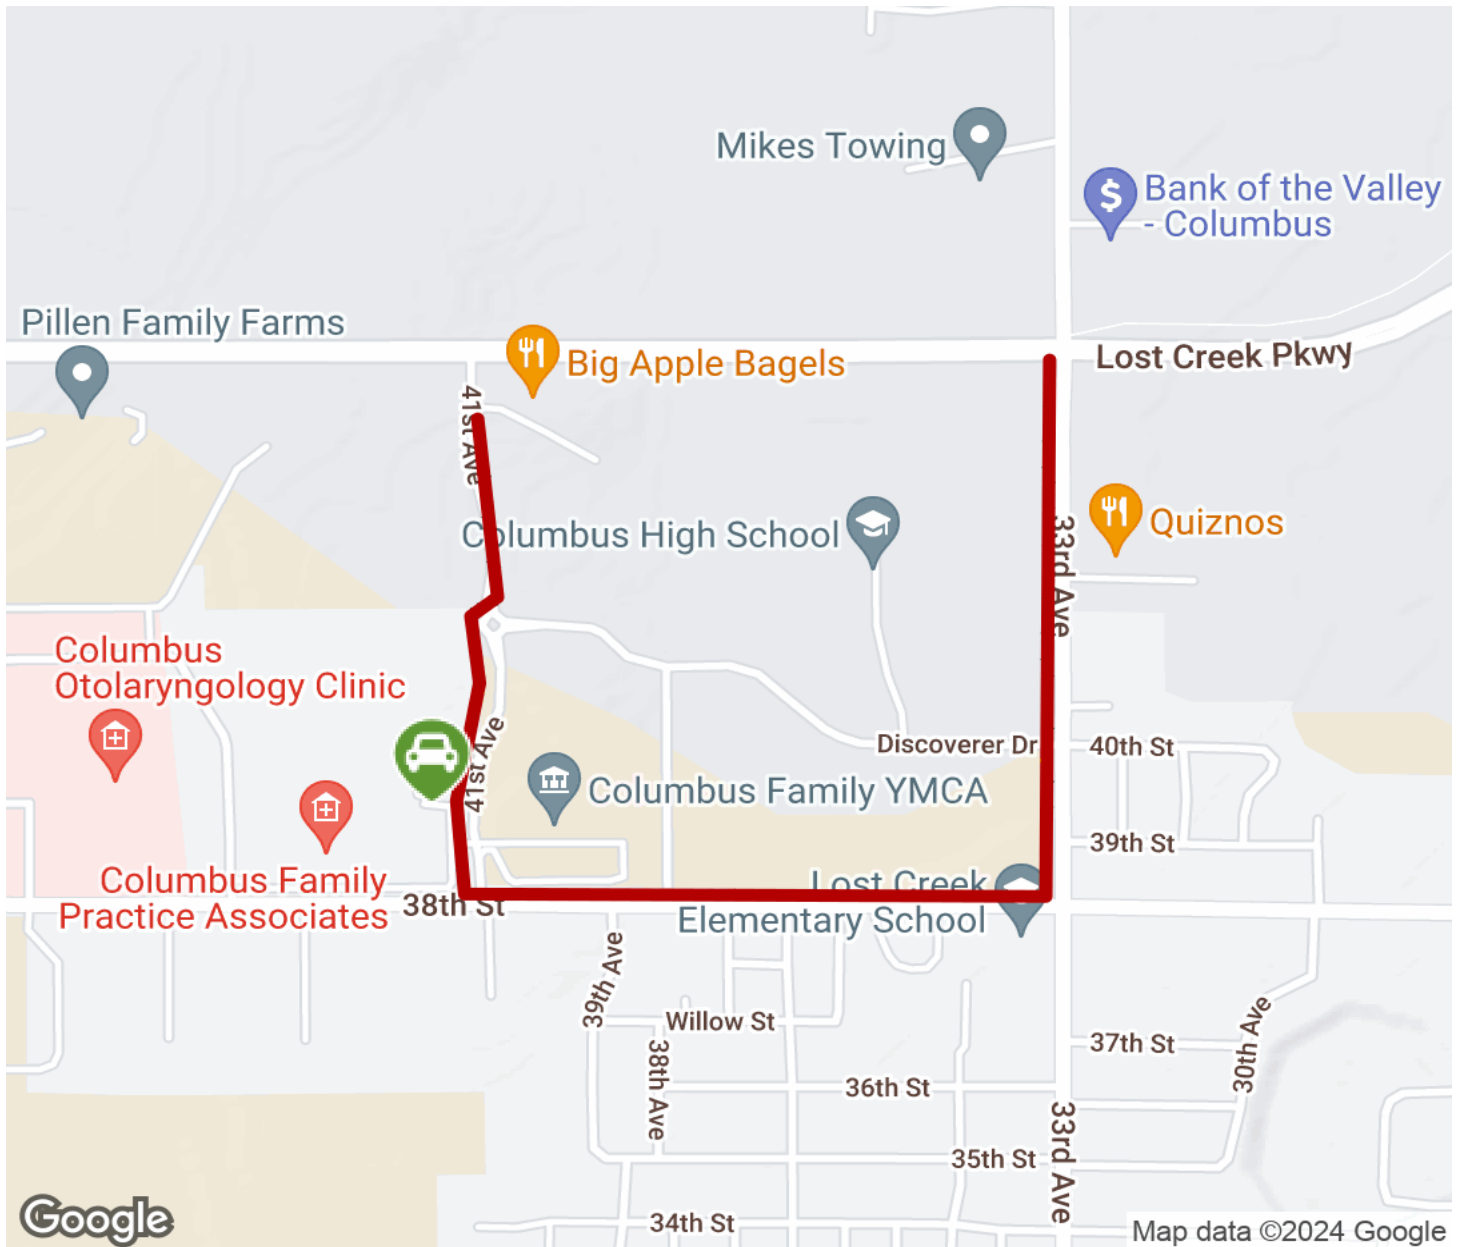 Mikes Towing
Bank of the Valley
- Columbus
Pillen Family Farms
Big Apple Bagels
Lost Creek Pkwy
41st Ave
Columbus High School
Quiznos
33rd Ave
Columbus
Otolaryngology Clinic
41st Ave
Discoverer Dr
40th St
Columbus Family YMCA
39th St
Columbus Family
Practice Associates
38th St
Lost Creek
Elementary School
39th Ave
Willow St
38th Ave
37th St
30th Ave
36th St
33rd Ave
35th St
34th St
Google
Map data ©2024 Google